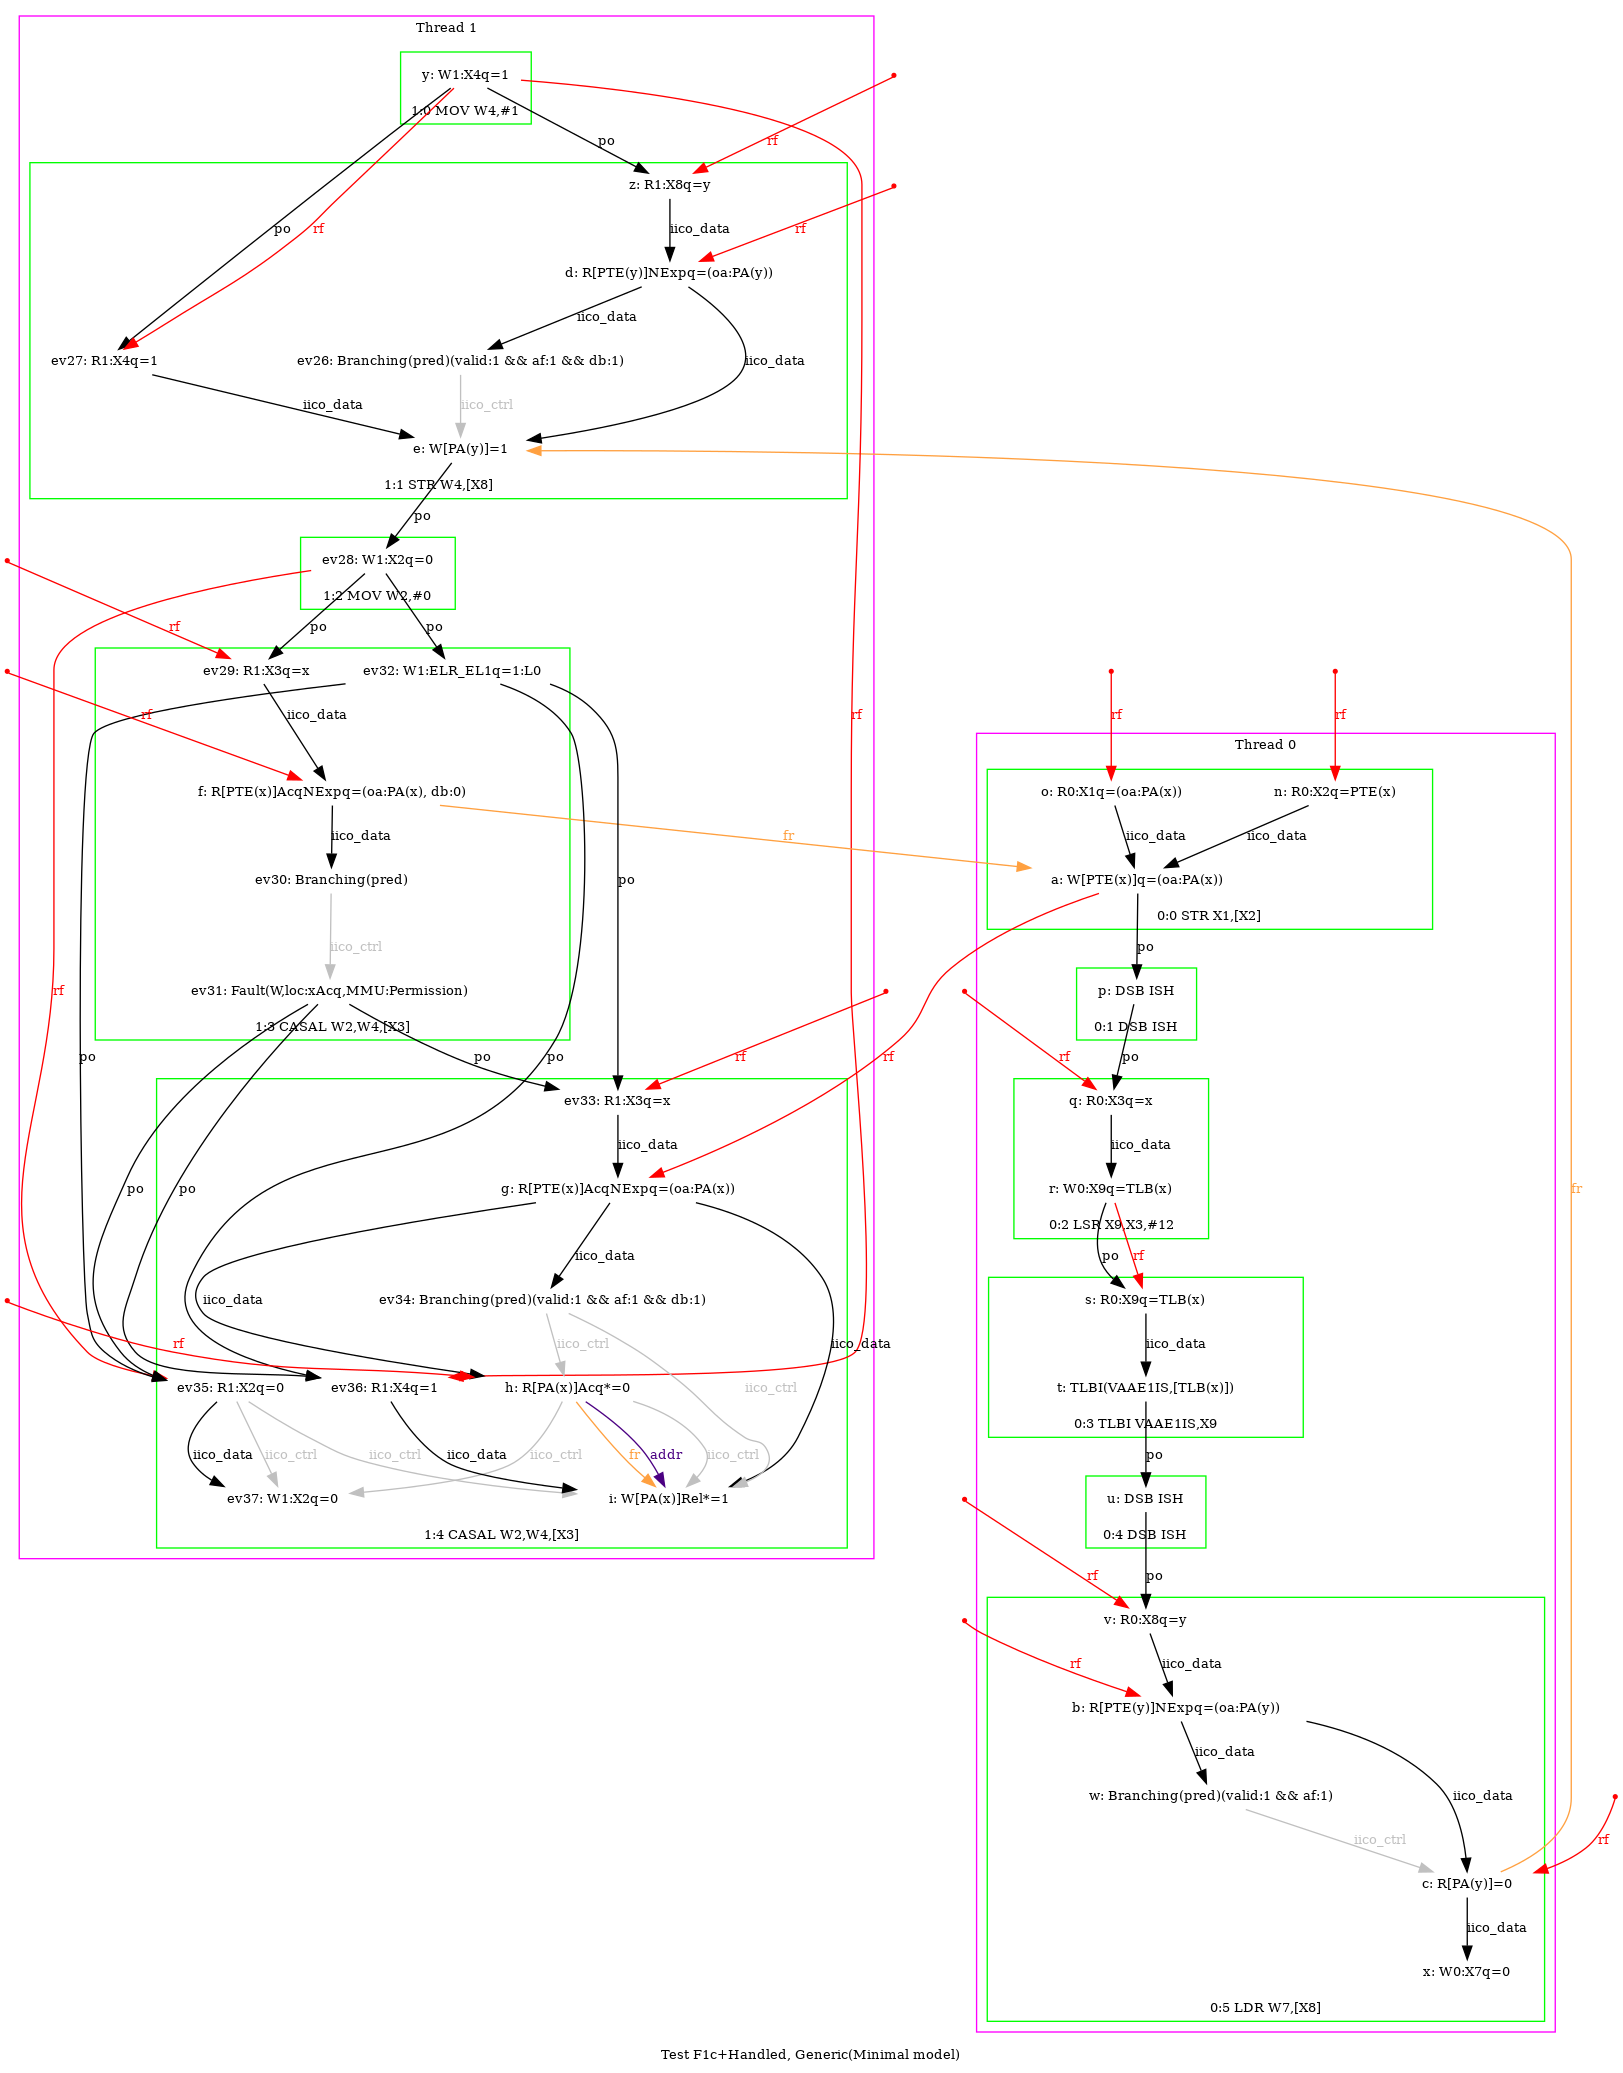 Thread 1
y: W1:X4q=1
1:0 MOV W4,#1
po
rf
z: R1:X8q=y
po
rf
iico_data
rf
d: R[PTE(y)]NExpq=(oa:PA(y))
iico_data
ev27: R1:X4q=1
ev26: Branching(pred)(valid:1 && af:1 && db:1)
iico_data
iico_data
iico_ctrl
e: W[PA(y)]=1
1:1 STR W4,[X8]
po
ev28: W1:X2q=0
1:2 MOV W2,#0
rf
po
po
ev29: R1:X3q=x
ev32: W1:ELR_EL1q=1:L0
rf
iico_data
rf
f: R[PTE(x)]AcqNExpq=(oa:PA(x), db:0)
iico_data
fr
ev30: Branching(pred)
po
iico_ctrl
ev31: Fault(W,loc:xAcq,MMU:Permission)
rf
1:3 CASAL W2,W4,[X3]
po
po
po
rf
rf
ev33: R1:X3q=x
iico_data
po
po
g: R[PTE(x)]AcqNExpq=(oa:PA(x))
iico_data
iico_data
ev34: Branching(pred)(valid:1 && af:1 && db:1)
rf
iico_ctrl
iico_data
ev35: R1:X2q=0
ev36: R1:X4q=1
h: R[PA(x)]Acq*=0
iico_ctrl
iico_data
iico_ctrl
iico_ctrl
iico_data
iico_ctrl
fr
addr
iico_ctrl
ev37: W1:X2q=0
i: W[PA(x)]Rel*=1
1:4 CASAL W2,W4,[X3]
rf
rf
Thread 0
o: R0:X1q=(oa:PA(x))
n: R0:X2q=PTE(x)
iico_data
iico_data
a: W[PTE(x)]q=(oa:PA(x))
0:0 STR X1,[X2]
po
p: DSB ISH
0:1 DSB ISH
rf
po
q: R0:X3q=x
iico_data
r: W0:X9q=TLB(x)
fr
0:2 LSR X9,X3,#12
po
rf
s: R0:X9q=TLB(x)
iico_data
t: TLBI(VAAE1IS,[TLB(x)])
0:3 TLBI VAAE1IS,X9
po
u: DSB ISH
0:4 DSB ISH
rf
po
v: R0:X8q=y
rf
iico_data
b: R[PTE(y)]NExpq=(oa:PA(y))
iico_data
w: Branching(pred)(valid:1 && af:1)
iico_data
iico_ctrl
rf
c: R[PA(y)]=0
iico_data
x: W0:X7q=0
0:5 LDR W7,[X8]
Test F1c+Handled, Generic(Minimal model)